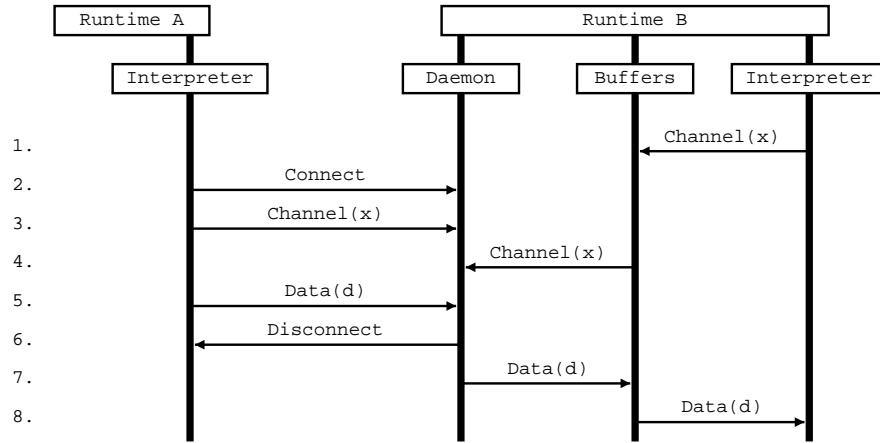 Runtime A Runtime B
Interpreter Daemon Buffers Interpreter
1. Channel(x)
2. Connect
3. Channel(x)
4. Channel(x)
5. Data(d)
6. Disconnect
7. Data(d)
8. Data(d)